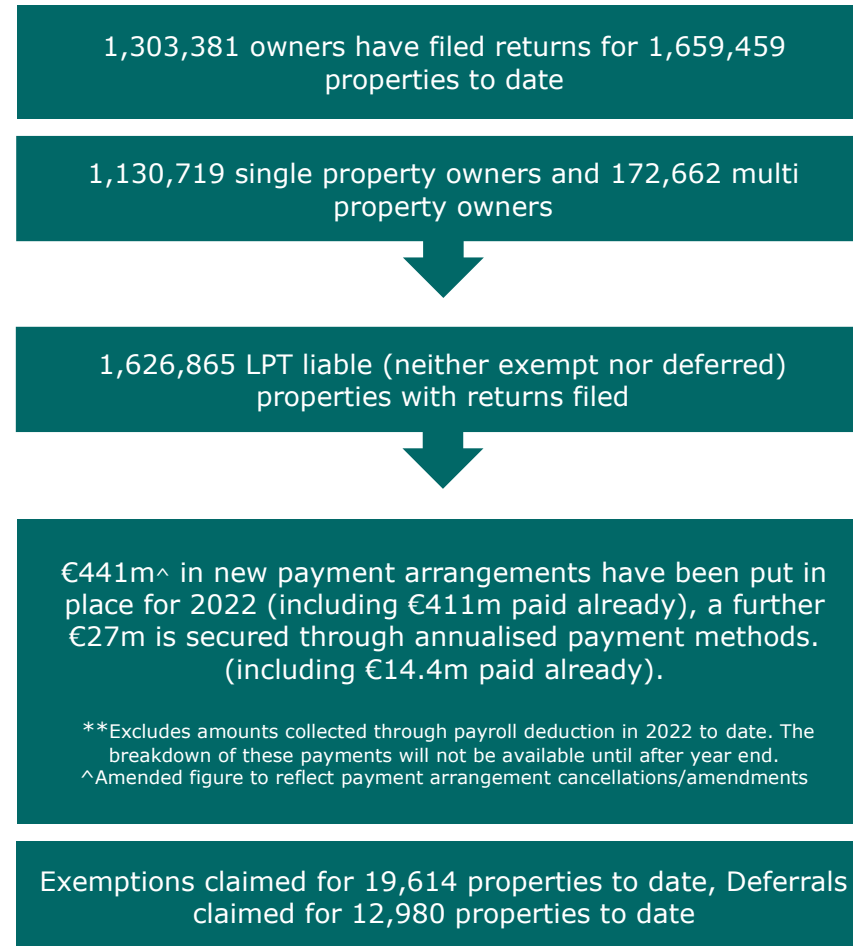 1,303,381 owners have filed returns for 1,659,459
properties to date
1,130,719 single property owners and 172,662 multi
property owners
1,626,865 LPT liable (neither exempt nor deferred)
properties with returns filed
€441m^ in new payment arrangements have been put in
place for 2022 (including €411m paid already), a further
€27m is secured through annualised payment methods.
(including €14.4m paid already).
**Excludes amounts collected through payroll deduction in 2022 to date. The
breakdown of these payments will not be available until after year end.
^Amended figure to reflect payment arrangement cancellations/amendments
Exemptions claimed for 19,614 properties to date, Deferrals
claimed for 12,980 properties to date